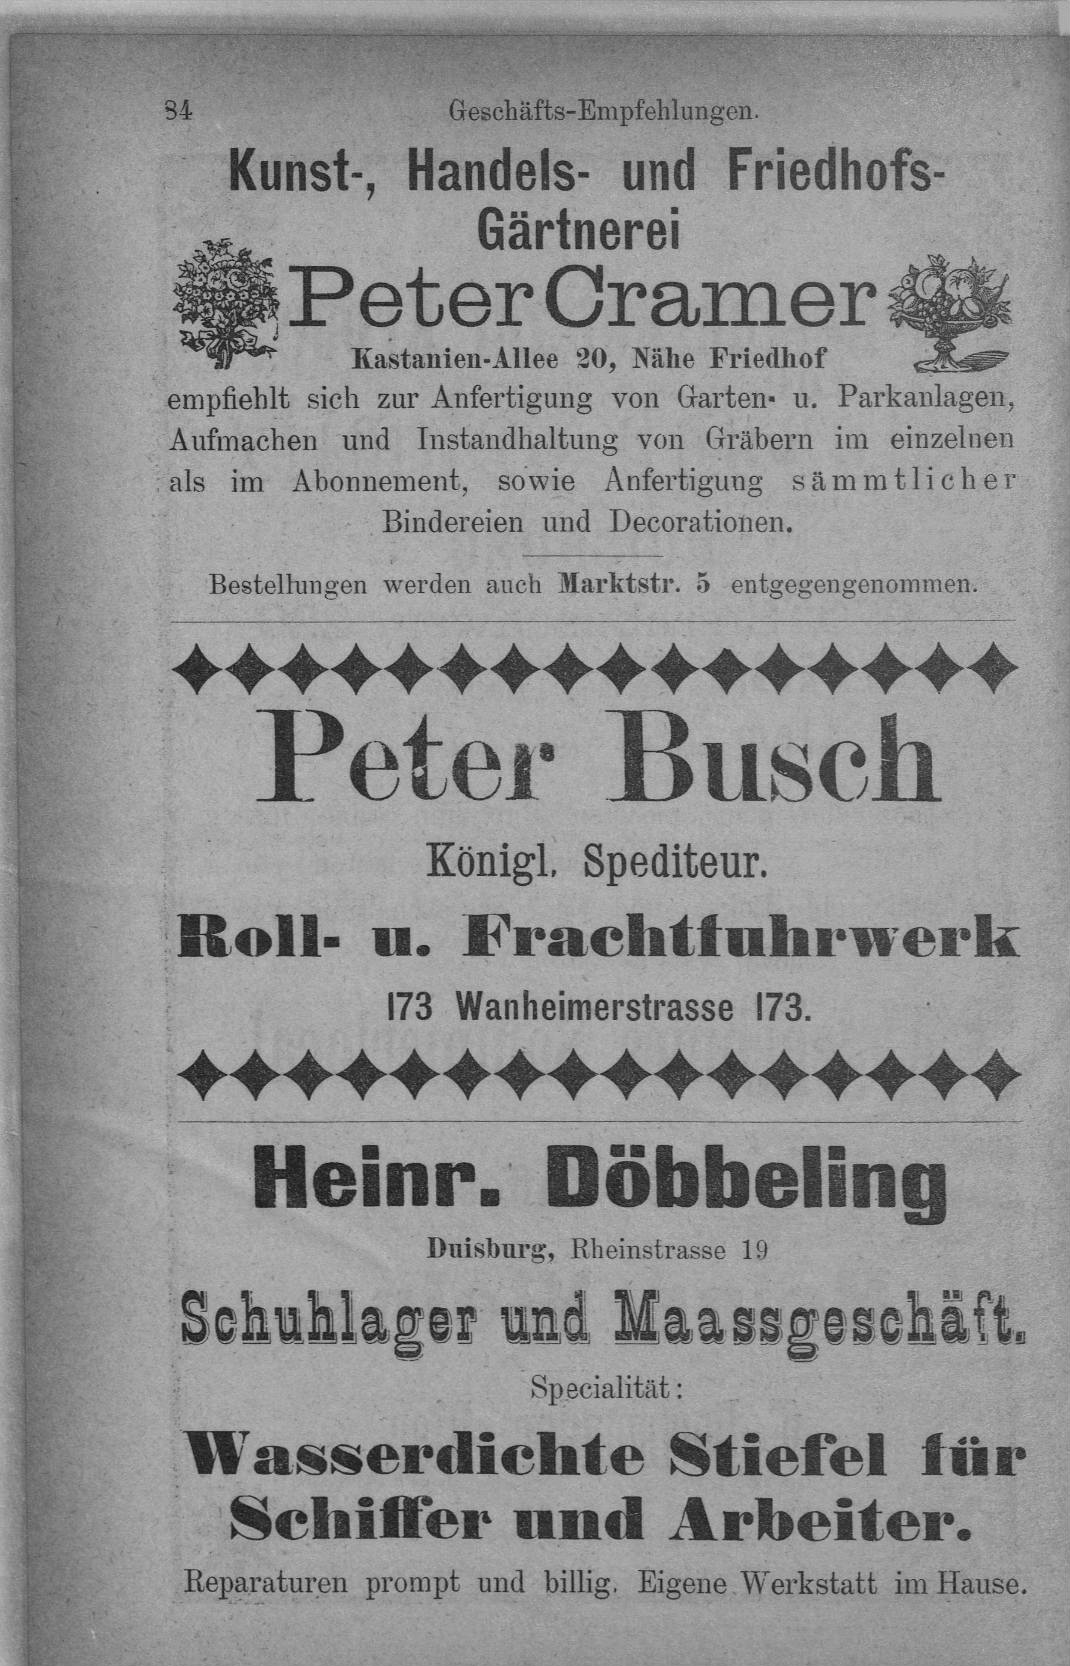 84
Geschäfts-Empfehlungen.
Kunst-, Handels- und Friedhofs-
Gärtnerei
Peter Cramer
Kastanien-Allee 20, Nähe Friedhof
empfiehlt sich zur Anfertigung von Garten- u. Parkanlagen,
Aufmachen und Instandhaltung von Gräbern im einzelnen
als im Abonnement, sowie Anfertigung sämmtlicher
Bindereien und Decorationen.
Bestellungen werden auch Marktstr. 5 entgegengenommen.
Peter Busch
Königl. Spediteur.
Roll- u. Frachtfuhrwerk
173 Wanheimerstrasse 173.
Heinr. Döbbeling
Duisburg, Rheinstrasse 19
Schuhlager und Maassgeschäft.
Specialität:
Wasserdichte Stiefel für
Schiffer und Arbeiter.
Reparaturen prompt und billig. Eigene Werkstatt im Hause.